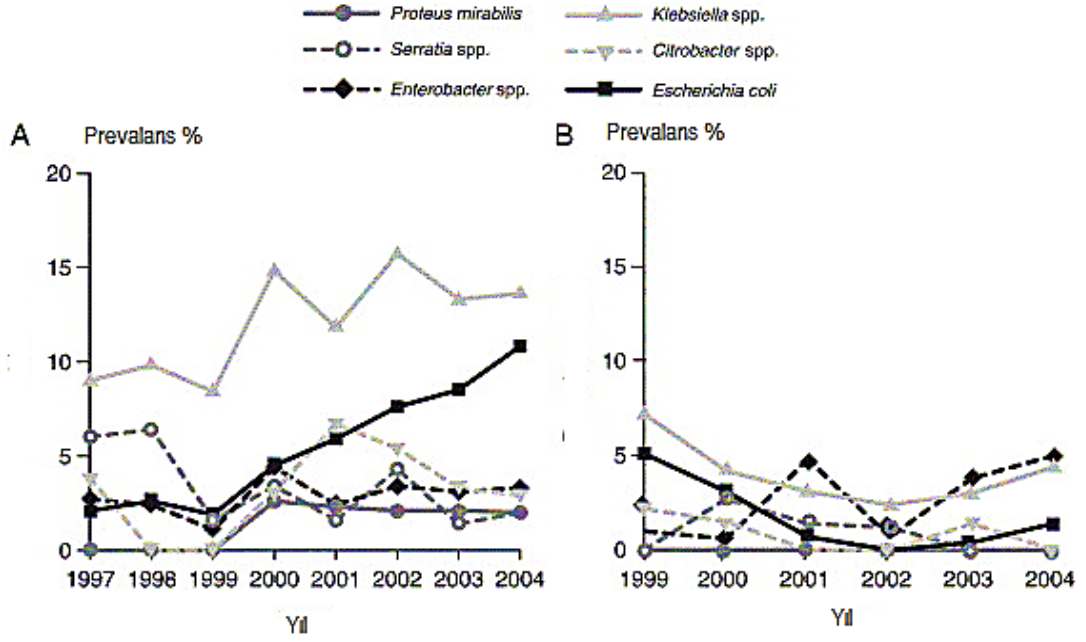 Proteus mirabilis
Klebsiella spp.
Serratia spp.
Citrobacter spp.
Enterobacter spp.
Escherichia coli
A
Prevalans %
B
Prevalans %
20
15
10
5
0
1997 1998 1999 2000 2001 2002 2003 2004
Yıl
20
15
10
5
0
1999 2000 2001 2002 2003 2004
Yıl